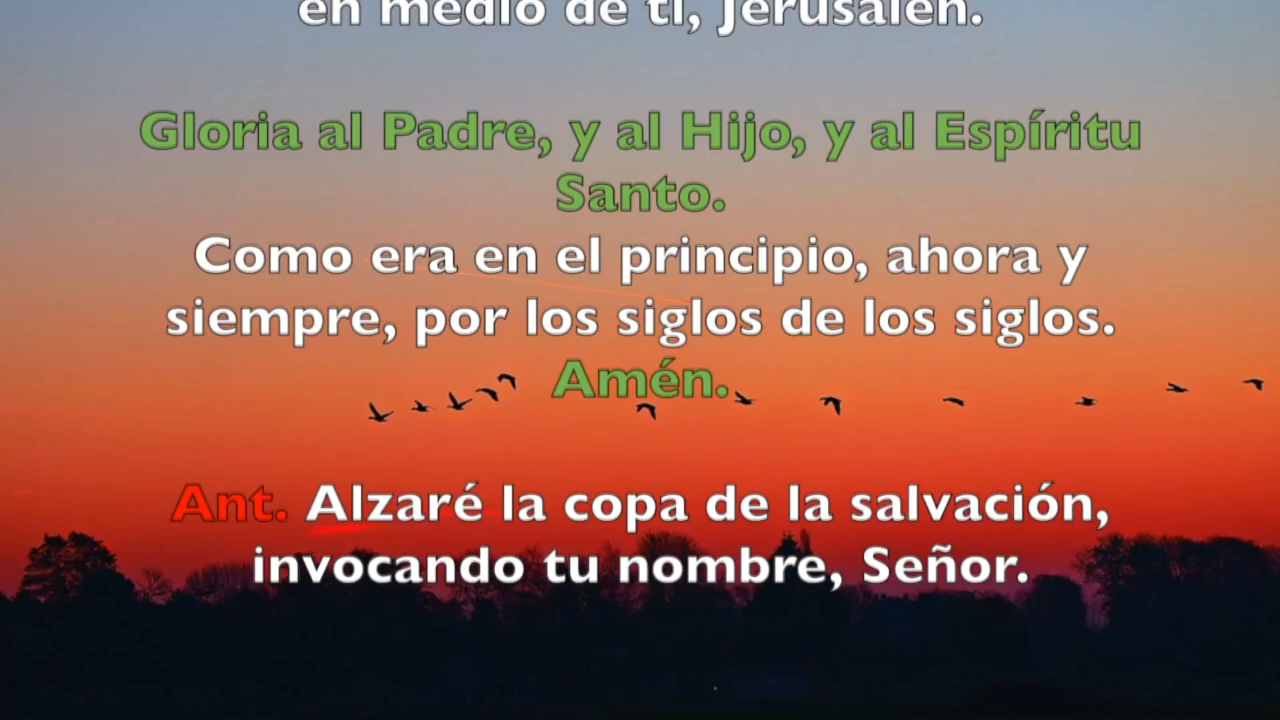 en medio de ti, Jerusalén.
Gloria al Padre, y al Hijo, y al Espíritu
Santo.
Como era en el principio, ahora y
siempre, por los siglos de los siglos.
Amén.
Ant. Alzaré la copa de la salvación,
invocando tu nombre, Señor.